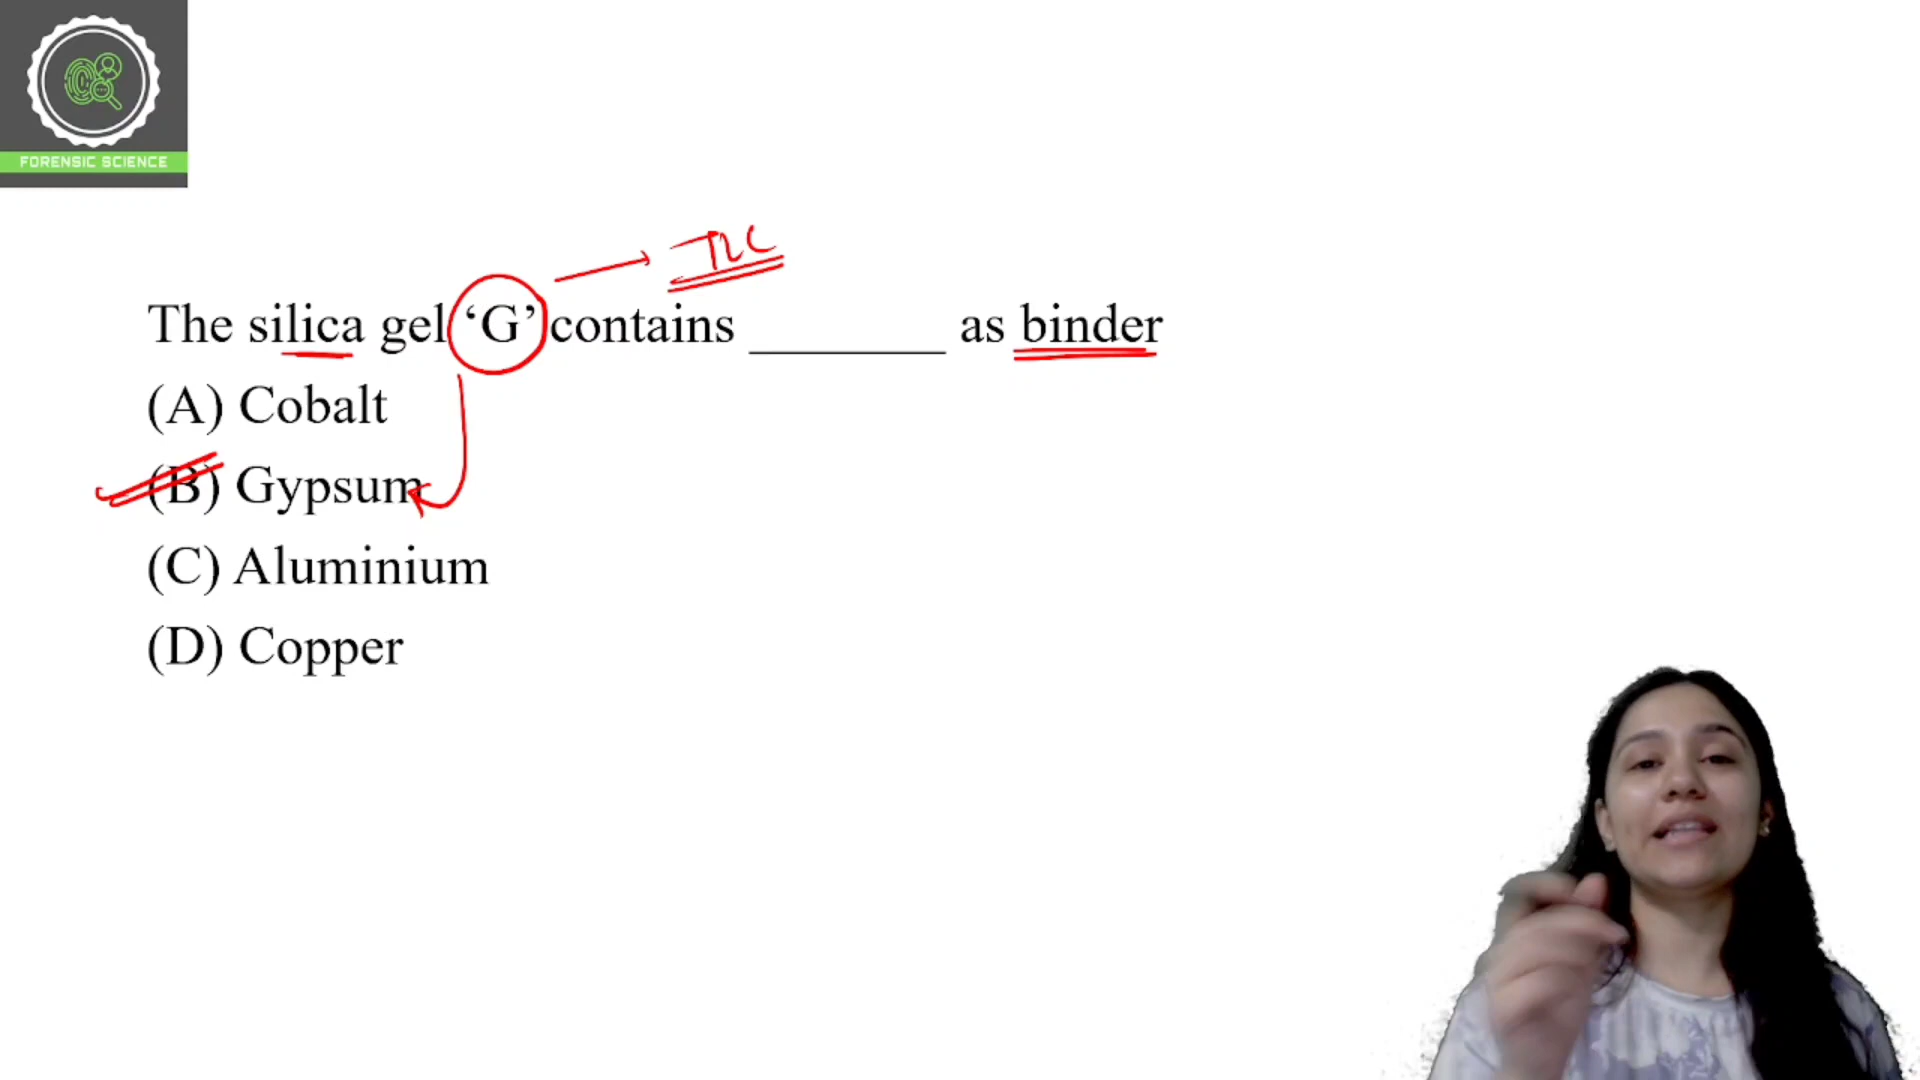 FORENSIC SCIENCE
TLC
The silica gel ‘G’ contains ________ as binder
(A) Cobalt
(B) Gypsum
(C) Aluminium
(D) Copper